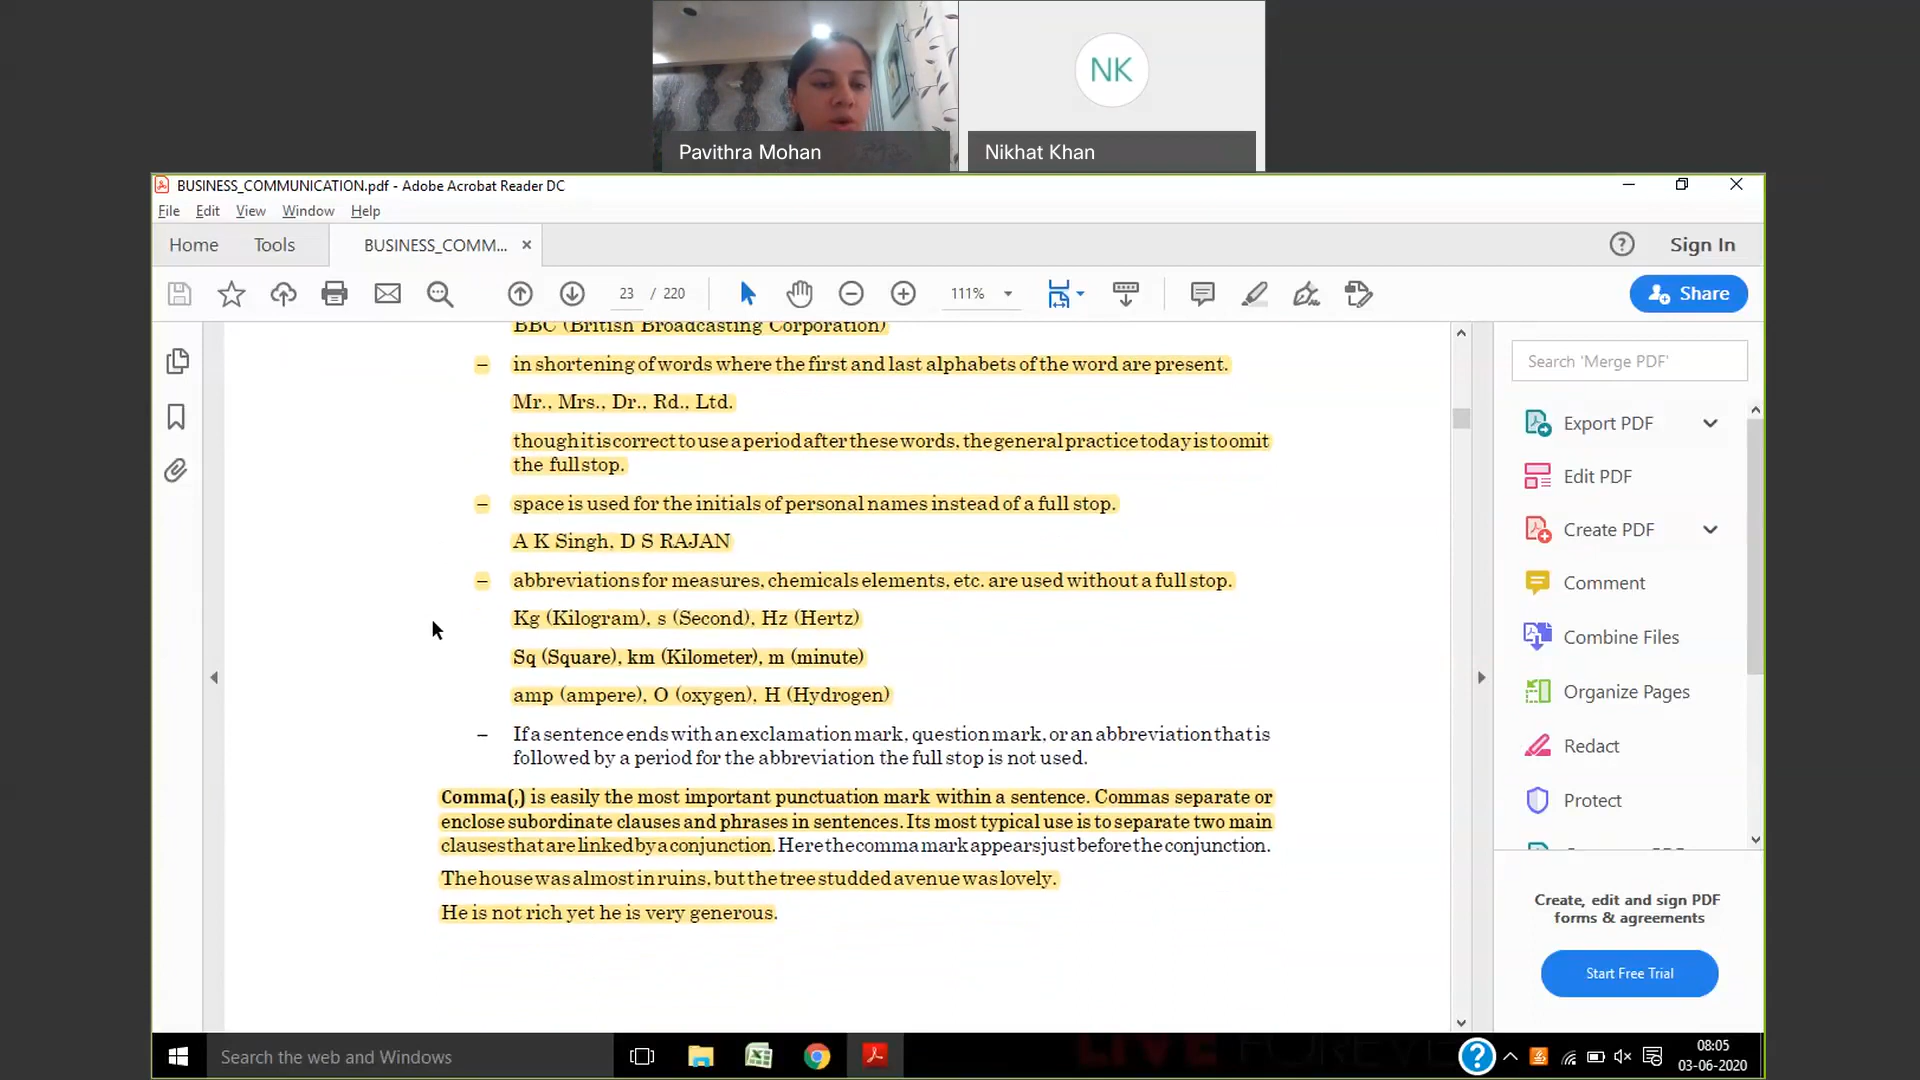 NK
Pavithra Mohan
Nikhat Khan
BUSINESS_COMMUNICATION.pdf - Adobe Acrobat Reader DC
File Edit View Window Help
Home Tools BUSINESS_COMM... ×
Sign In
23 / 220
111%
Share
BBC (British Broadcasting Corporation)
– in shortening of words where the first and last alphabets of the word are present.
Mr., Mrs., Dr., Rd., Ltd.
though it is correct to use a period after these words, the general practice today is to omit
the full stop.
– space is used for the initials of personal names instead of a full stop.
A K Singh, D S RAJAN
– abbreviations for measures, chemicals elements, etc. are used without a full stop.
Kg (Kilogram), s (Second), Hz (Hertz)
Sq (Square), km (Kilometer), m (minute)
amp (ampere), O (oxygen), H (Hydrogen)
– If a sentence ends with an exclamation mark, question mark, or an abbreviation that is
followed by a period for the abbreviation the full stop is not used.
Comma(,) is easily the most important punctuation mark within a sentence. Commas separate or
enclose subordinate clauses and phrases in sentences. Its most typical use is to separate two main
clauses that are linked by a conjunction. Here the comma mark appears just before the conjunction.
The house was almost in ruins, but the tree studded avenue was lovely.
He is not rich yet he is very generous.
Search 'Merge PDF'
Export PDF
Edit PDF
Create PDF
Comment
Combine Files
Organize Pages
Redact
Protect
Create, edit and sign PDF
forms & agreements
Start Free Trial
Search the web and Windows
LIVE FOREVE
08:05
03-06-2020